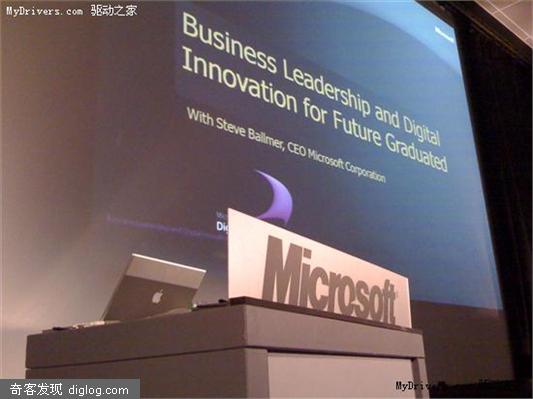 MyDrivers.com 驱动之家
Microsoft
Business Leadership and Digital
Innovation for Future Graduated
With Steve Ballmer, CEO Microsoft Corporation
Microsoft
奇客发现 diglog.com